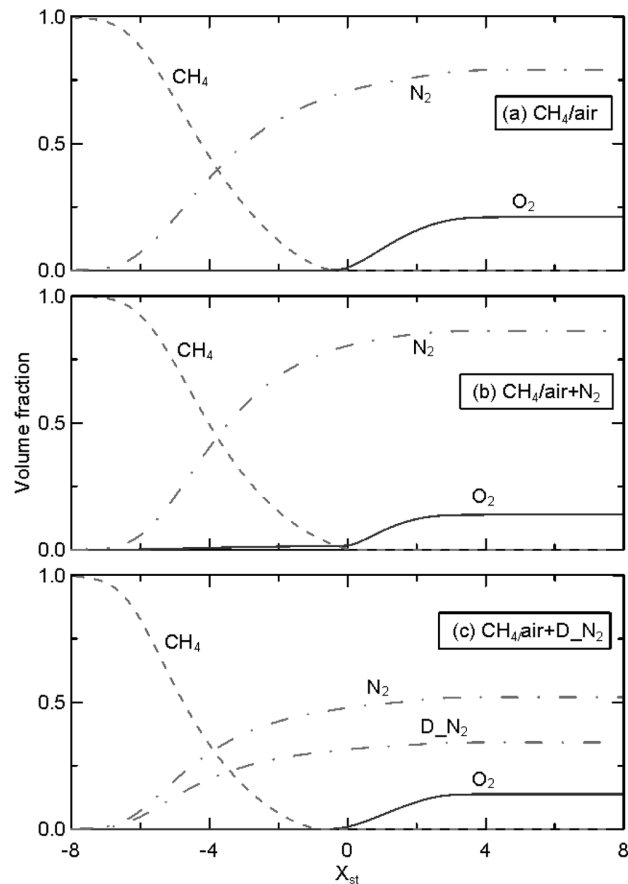 1.0
CH₄
N₂
(a) CH₄/air
0.5
O₂
0.0
1.0
CH₄
N₂
(b) CH₄/air+N₂
0.5
O₂
0.0
1.0
(c) CH₄/air+D_N₂
CH₄
N₂
0.5
D_N₂
O₂
0.0
-8 -4 0 4 8
X_st
Volume fraction